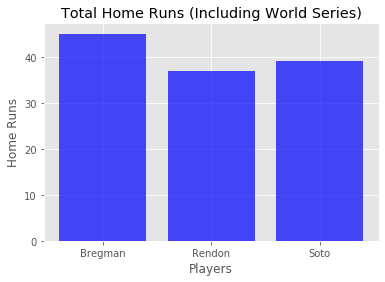 Total Home Runs (Including World Series)
Home Runs
40
30
20
10
0
Bregman Rendon Soto
Players